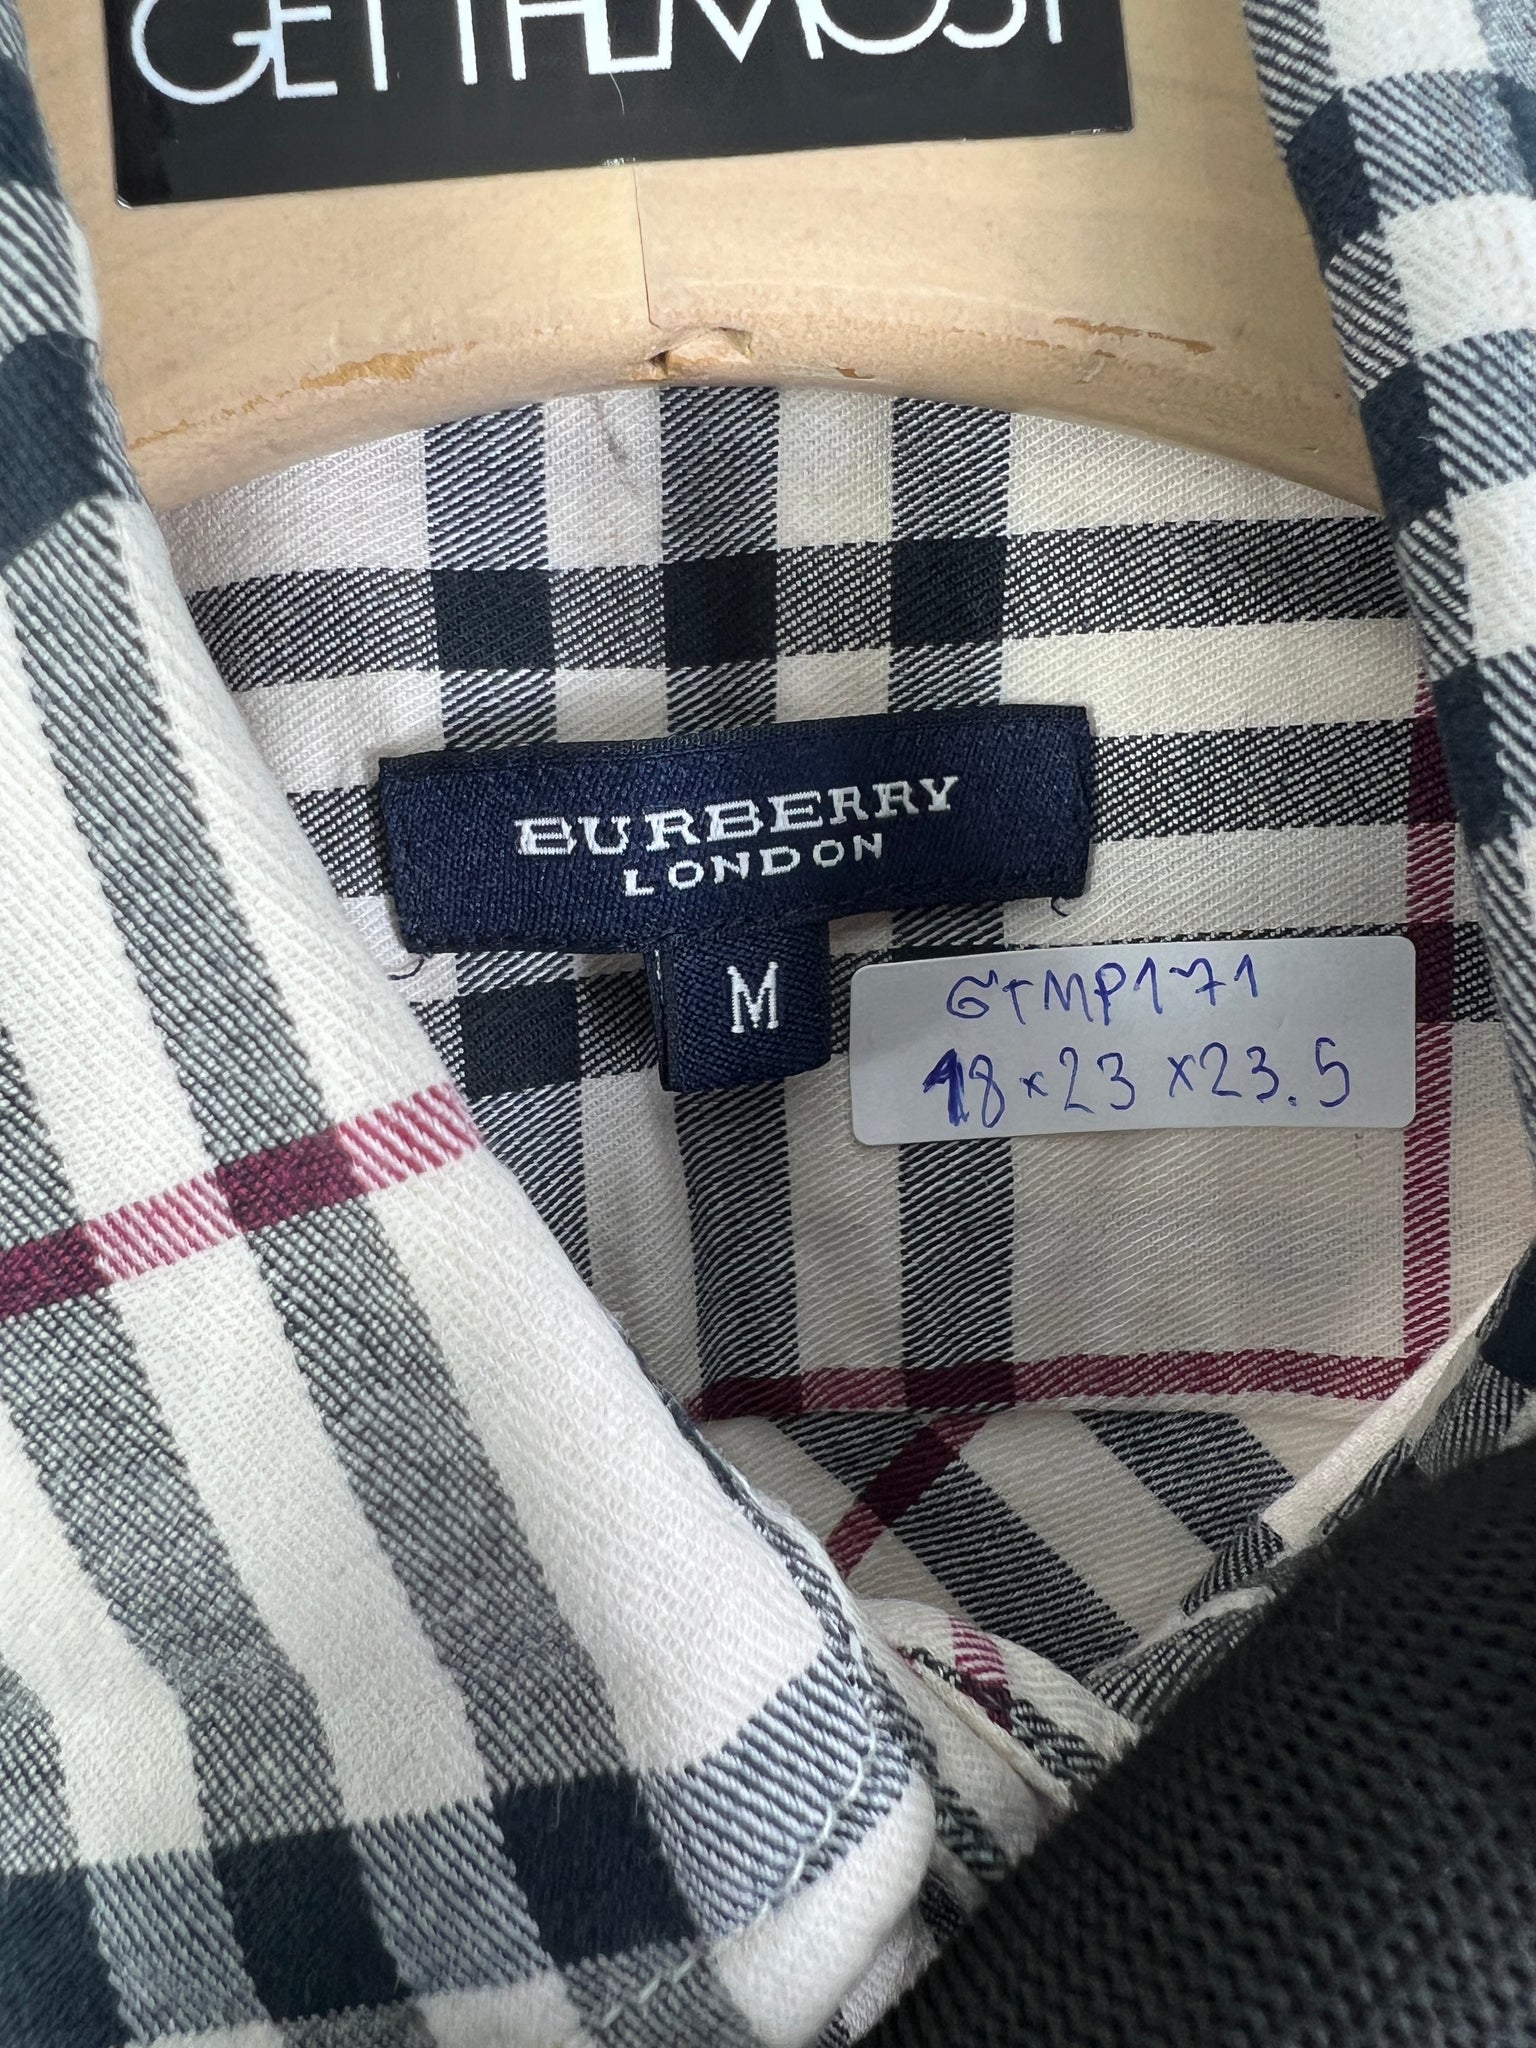 GETTHEMOST
BURBERRY
LONDON
M
GTMP171
18×23×23.5